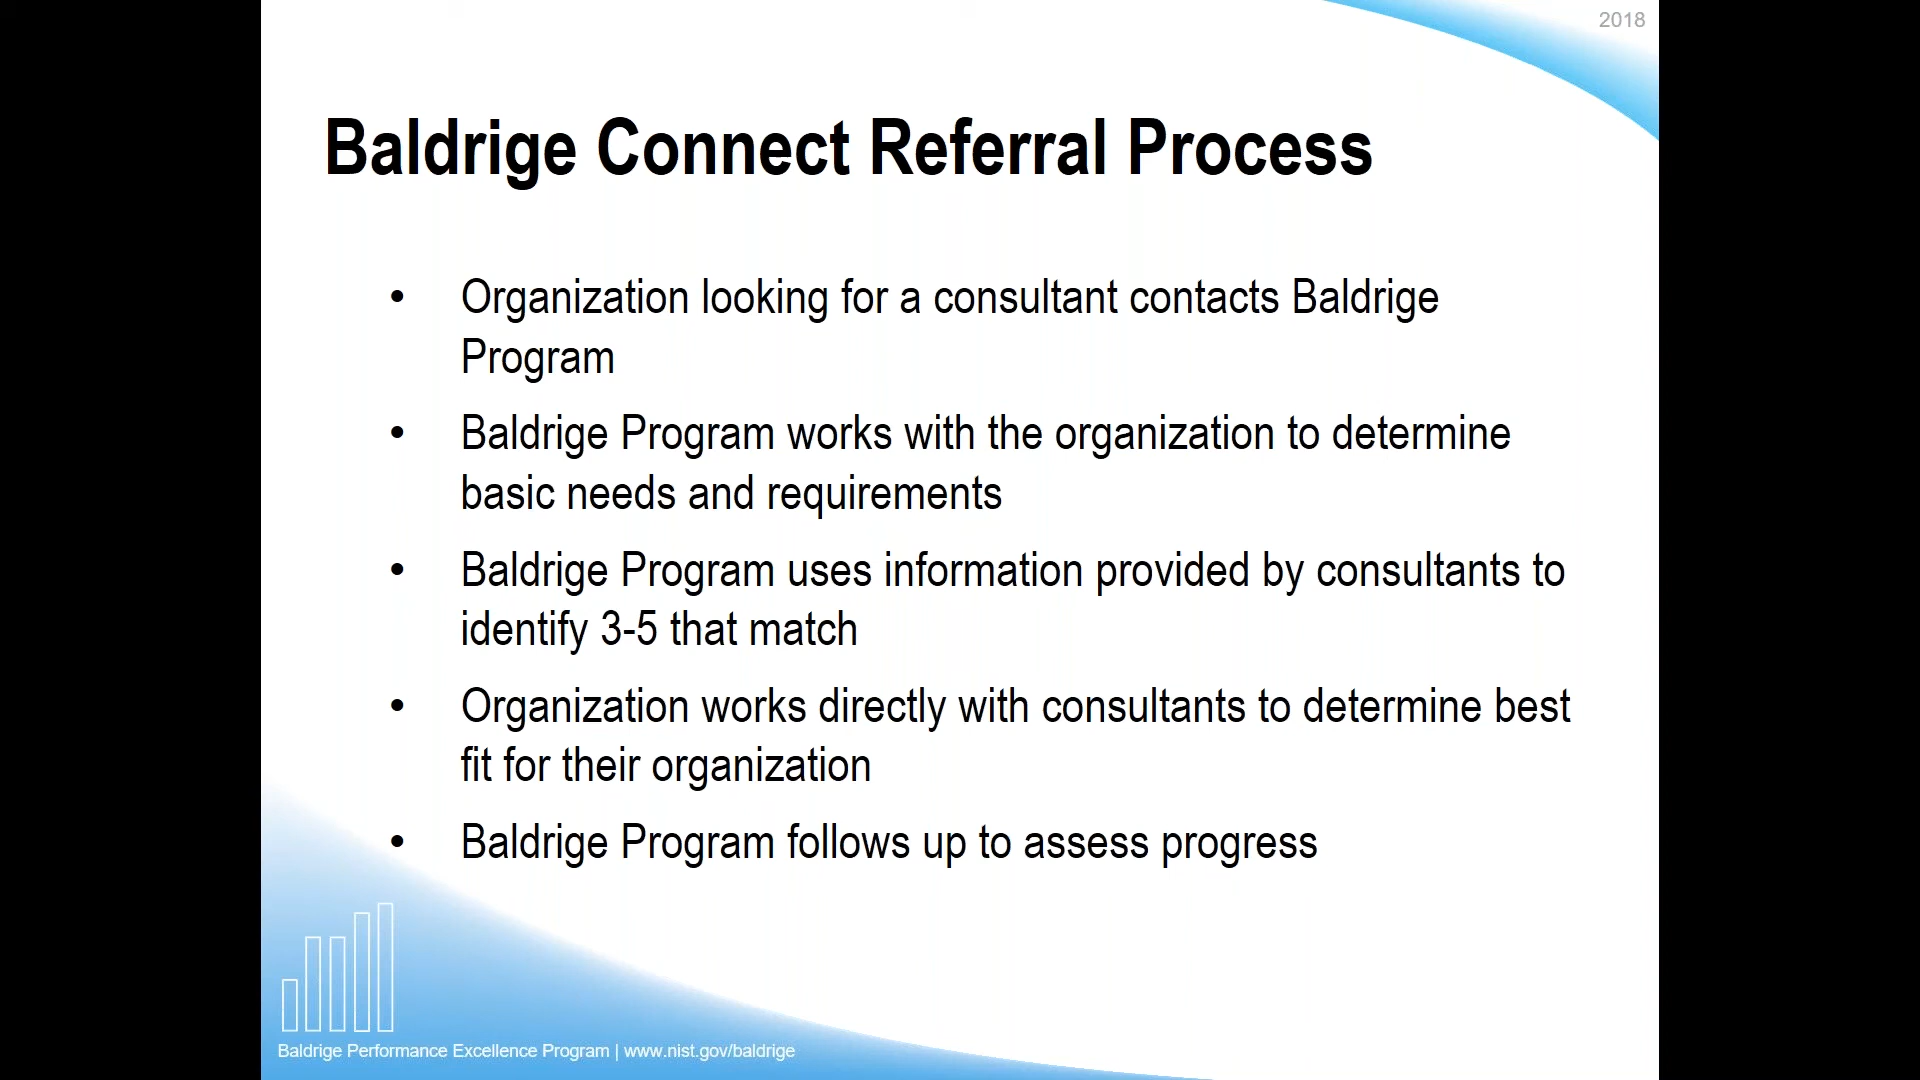 2018
Baldrige Connect Referral Process
• Organization looking for a consultant contacts Baldrige
Program
• Baldrige Program works with the organization to determine
basic needs and requirements
• Baldrige Program uses information provided by consultants to
identify 3-5 that match
• Organization works directly with consultants to determine best
fit for their organization
• Baldrige Program follows up to assess progress
Baldrige Performance Excellence Program | www.nist.gov/baldrige